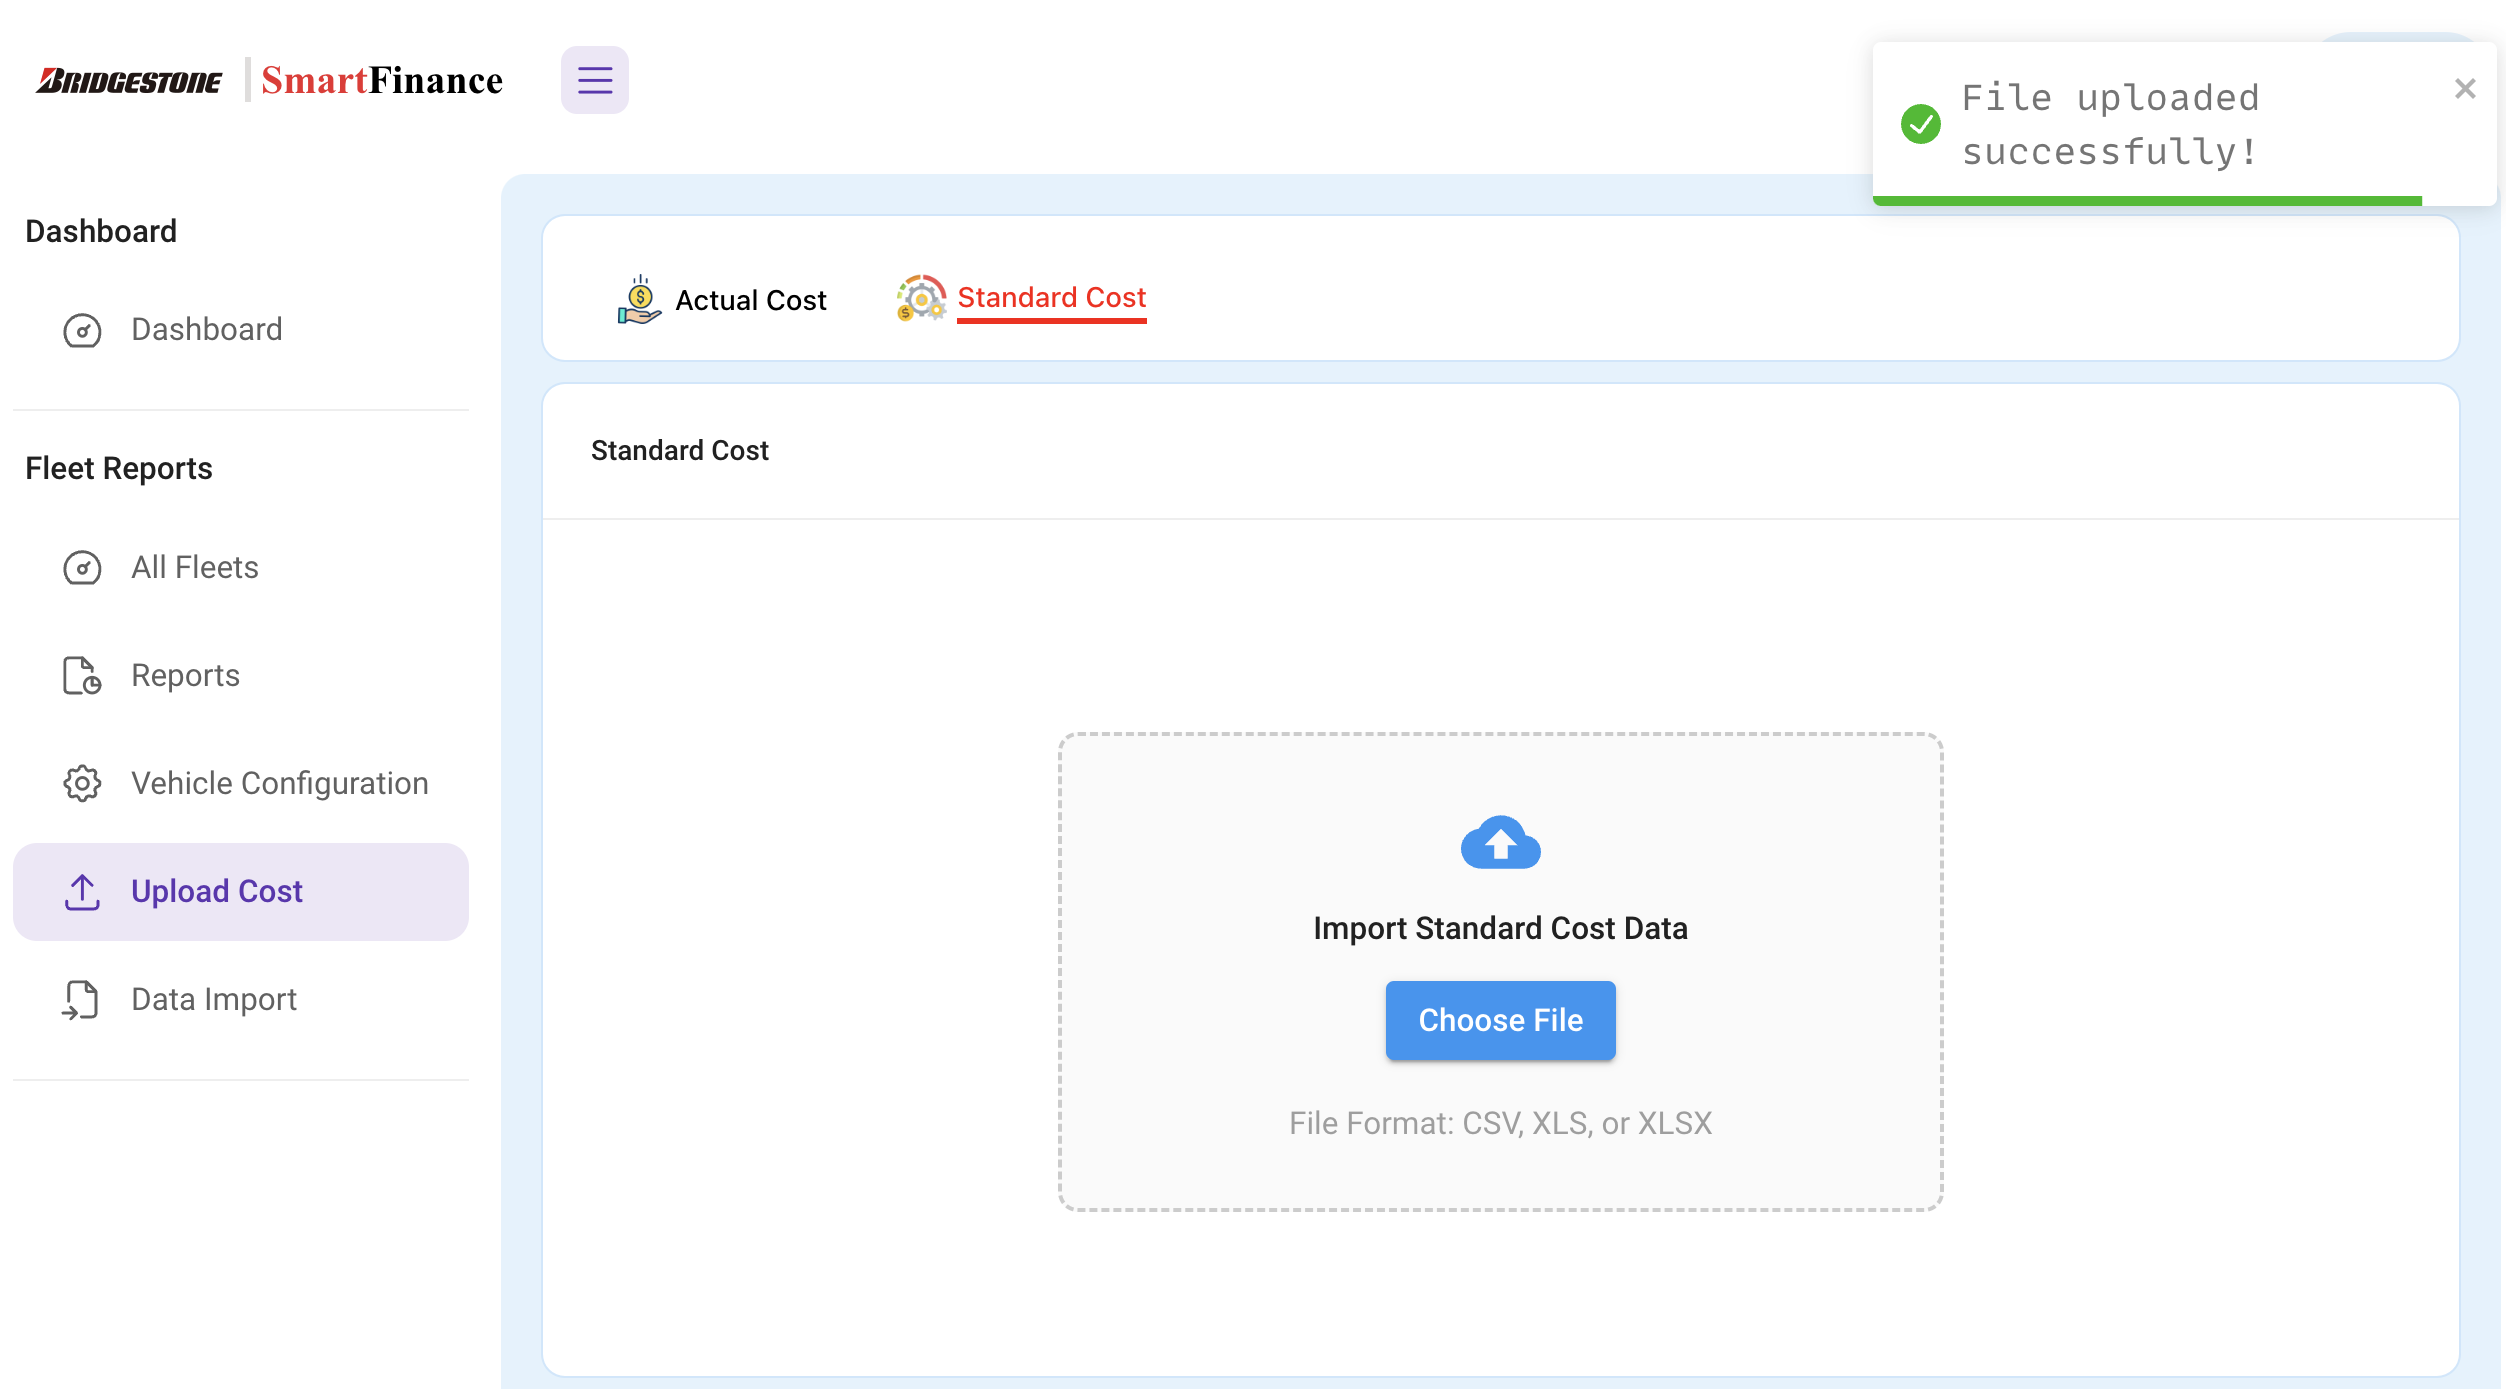 BRIDGESTONE SmartFinance
File uploaded
successfully!
Dashboard
Dashboard
Fleet Reports
All Fleets
Reports
Vehicle Configuration
Upload Cost
Data Import
Actual Cost Standard Cost
Standard Cost
Import Standard Cost Data
Choose File
File Format: CSV, XLS, or XLSX